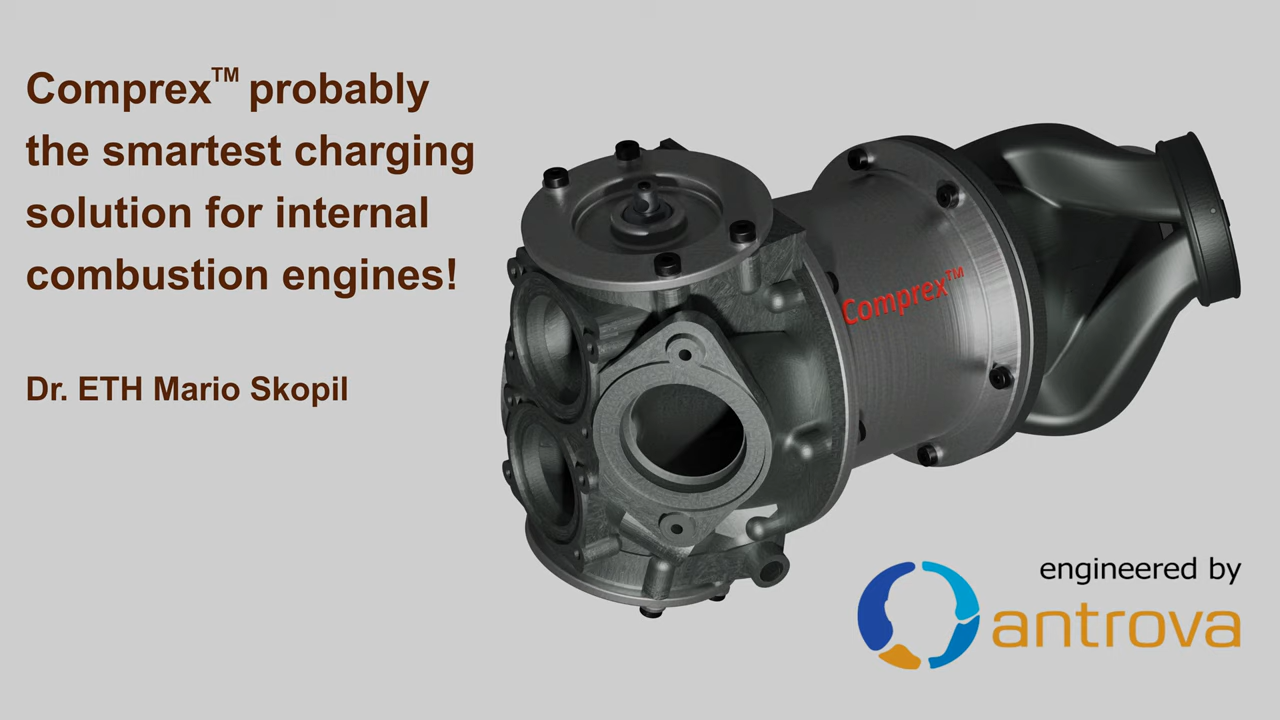 Comprex™ probably
the smartest charging
solution for internal
combustion engines!
Dr. ETH Mario Skopil
Comprex™
engineered by
antrova